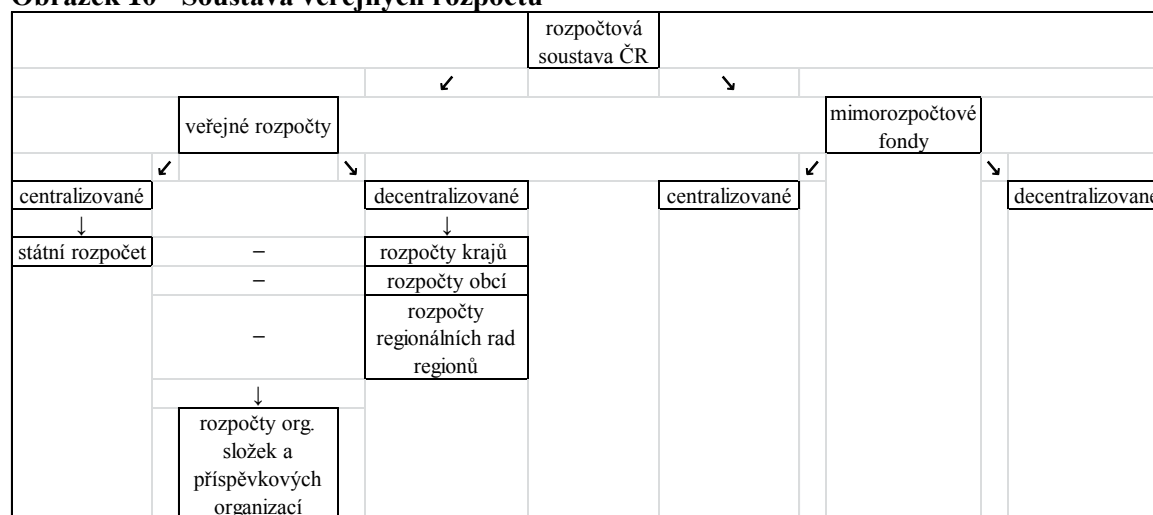 Obrázek 10 - Soustava veřejných rozpočtů
rozpočtová
soustava ČR
↙ ↘
veřejné rozpočty
mimorozpočtové
fondy
↙ ↘ ↙ ↘
centralizované decentralizované centralizované decentralizované
↓ ↓
státní rozpočet – rozpočty krajů
– rozpočty obcí
rozpočty
– regionálních rad
regionů
↓
rozpočty org.
složek a
příspěvkových
organizací